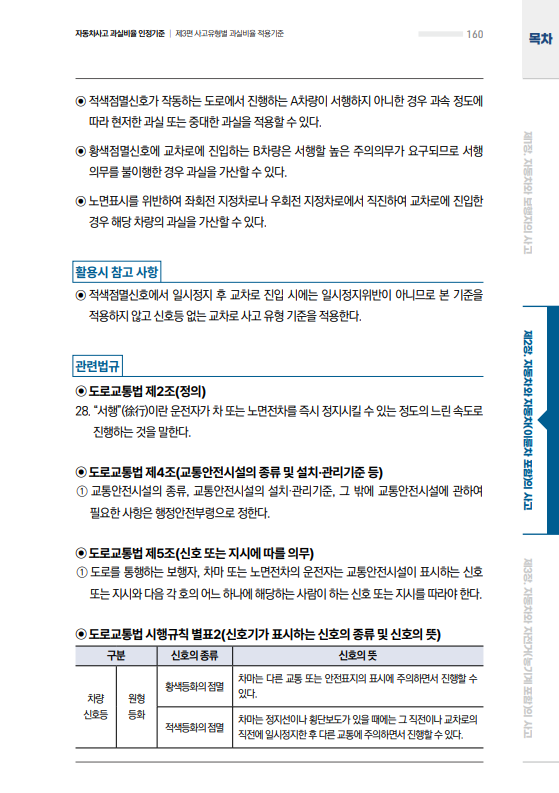 자동차사고 과실비율 인정기준 | 제3편 사고유형별 과실비율 적용기준
160
목차
◉ 적색점멸신호가 작동하는 도로에서 진행하는 A차량이 서행하지 아니한 경우 과속 정도에
따라 현저한 과실 또는 중대한 과실을 적용할 수 있다.
◉ 황색점멸신호에 교차로에 진입하는 B차량은 서행할 높은 주의의무가 요구되므로 서행
의무를 불이행한 경우 과실을 가산할 수 있다.
◉ 노면표시를 위반하여 좌회전 지정차로나 우회전 지정차로에서 직진하여 교차로에 진입한
경우 해당 차량의 과실을 가산할 수 있다.
활용시 참고 사항
◉ 적색점멸신호에서 일시정지 후 교차로 진입 시에는 일시정지위반이 아니므로 본 기준을
적용하지 않고 신호등 없는 교차로 사고 유형 기준을 적용한다.
관련법규
◉ 도로교통법 제2조(정의)
28. “서행”(徐行)이란 운전자가 차 또는 노면전차를 즉시 정지시킬 수 있는 정도의 느린 속도로
진행하는 것을 말한다.
◉ 도로교통법 제4조(교통안전시설의 종류 및 설치·관리기준 등)
① 교통안전시설의 종류, 교통안전시설의 설치·관리기준, 그 밖에 교통안전시설에 관하여
필요한 사항은 행정안전부령으로 정한다.
◉ 도로교통법 제5조(신호 또는 지시에 따를 의무)
① 도로를 통행하는 보행자, 차마 또는 노면전차의 운전자는 교통안전시설이 표시하는 신호
또는 지시와 다음 각 호의 어느 하나에 해당하는 사람이 하는 신호 또는 지시를 따라야 한다.
◉ 도로교통법 시행규칙 별표2(신호기가 표시하는 신호의 종류 및 신호의 뜻)
구분 신호의 종류 신호의 뜻
차량
신호등
원형
등화
황색등화의 점멸
차마는 다른 교통 또는 안전표지의 표시에 주의하면서 진행할 수
있다.
적색등화의 점멸
차마는 정지선이나 횡단보도가 있을 때에는 그 직전이나 교차로의
직전에 일시정지한 후 다른 교통에 주의하면서 진행할 수 있다.
제1장. 자동차와 보행자의 사고
제2장. 자동차와 자동차(이륜차 포함)의 사고
제3장. 자동차와 자전거(농기계 포함)의 사고